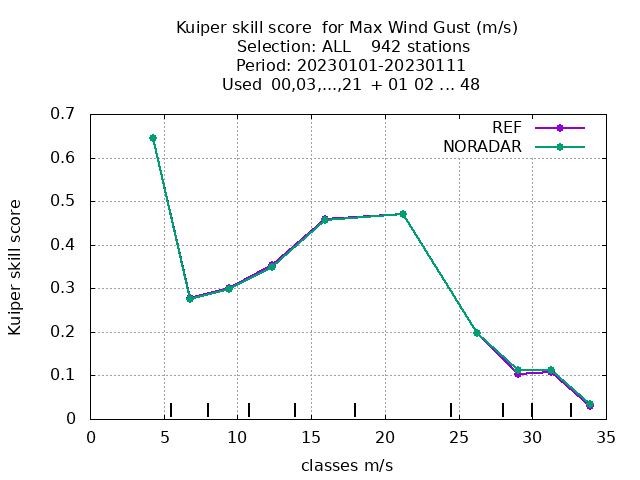 Kuiper skill score  for Max Wind Gust (m/s)
Selection: ALL    942 stations
Period: 20230101-20230111
Used  00,03,...,21  + 01 02 ... 48
REF
NORADAR
Kuiper skill score
0.7
0.6
0.5
0.4
0.3
0.2
0.1
0
0 5 10 15 20 25 30 35
classes m/s